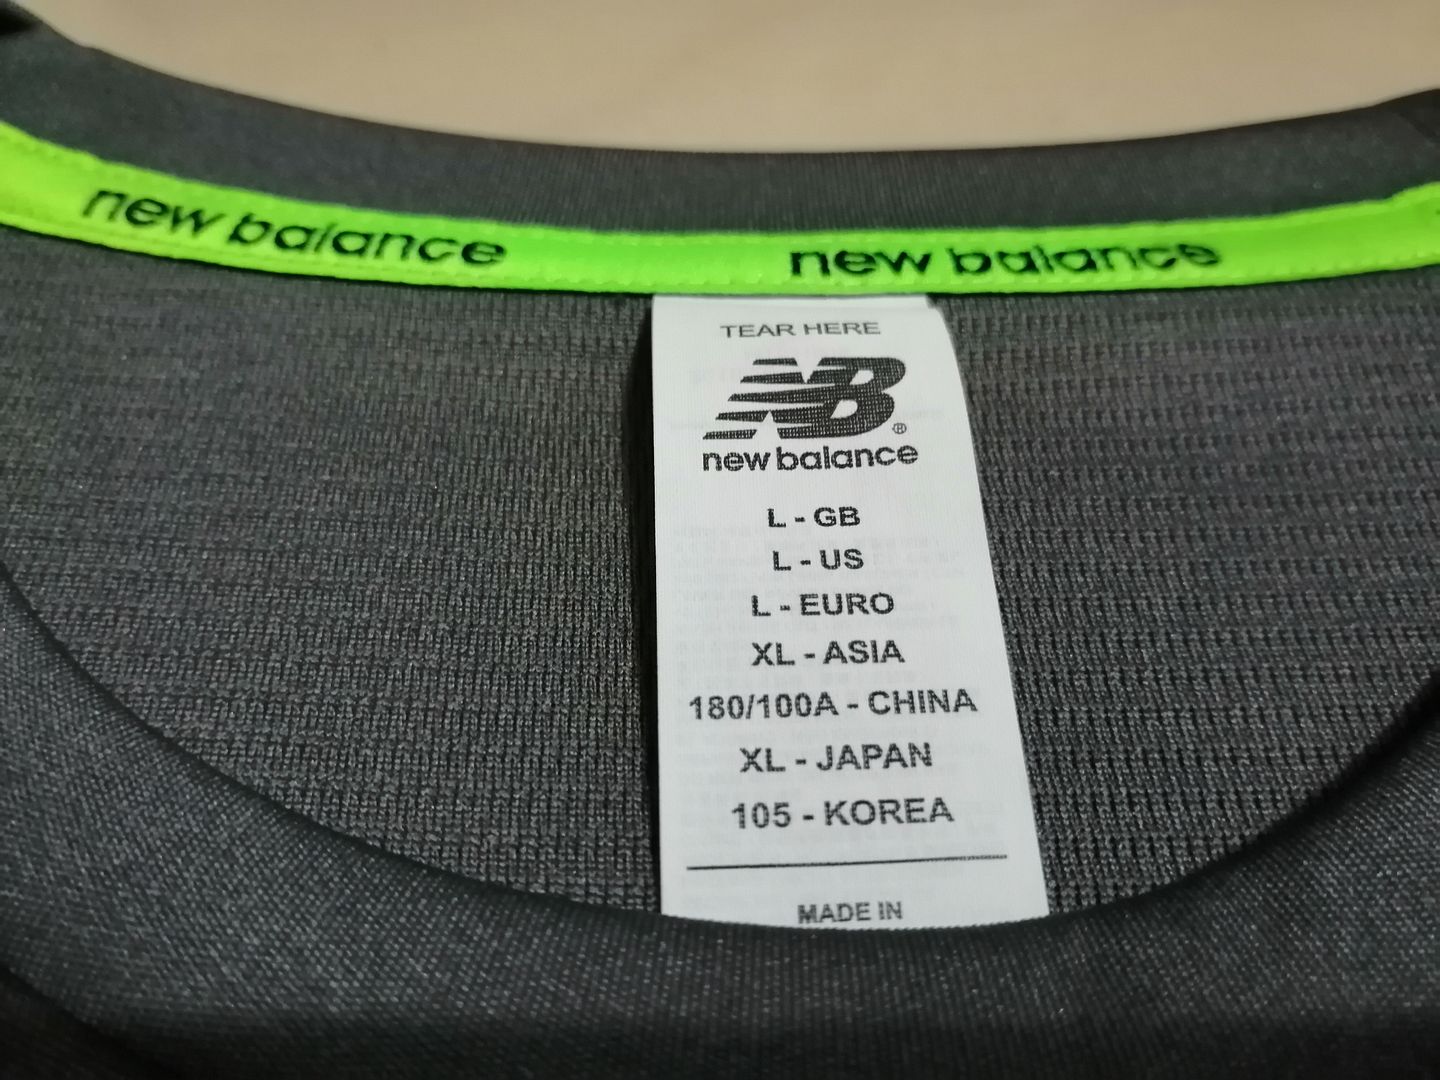 new balance new balance
TEAR HERE
NB®
new balance
L - GB
L - US
L - EURO
XL - ASIA
180/100A - CHINA
XL - JAPAN
105 - KOREA
MADE IN